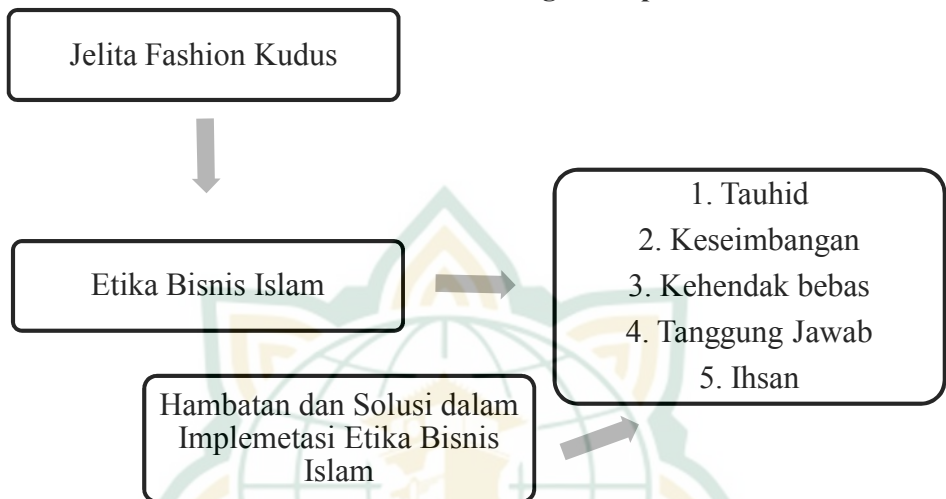 Jelita Fashion Kudus
Etika Bisnis Islam
1. Tauhid
2. Keseimbangan
3. Kehendak bebas
4. Tanggung Jawab
5. Ihsan
Hambatan dan Solusi dalam
Implemetasi Etika Bisnis
Islam